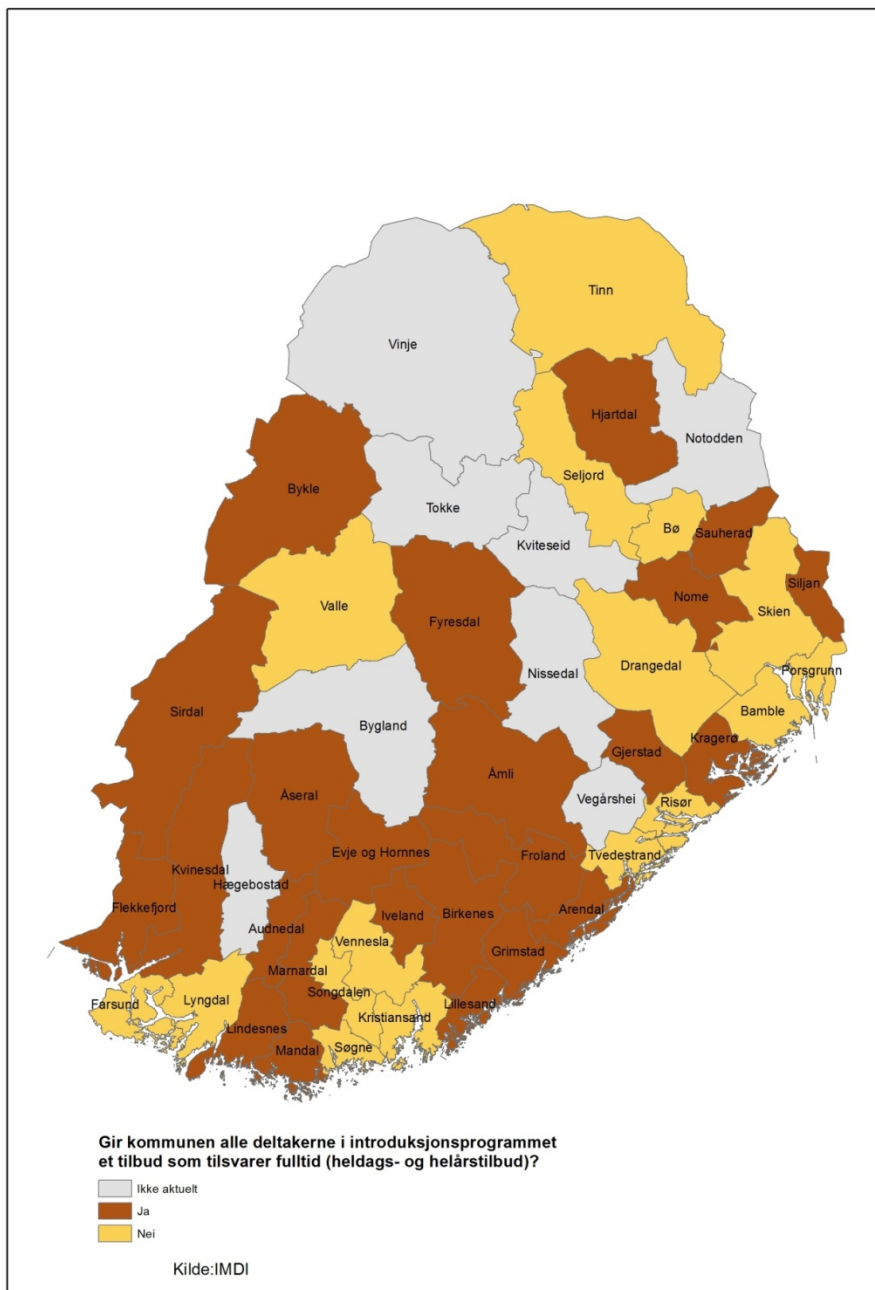 Tinn
Vinje
Hjartdal
Notodden
Seljord
Bykle
Tokke
Bø
Sauherad
Kviteseid
Siljan
Nome
Valle
Skien
Fyresdal
Drangedal
Nissedal
Porsgrunn
Sirdal
Bamble
Bygland
Kragerø
Gjerstad
Åmli
Åseral
Vegårshei
Risør
Evje og Hornnes
Froland
Tvedestrand
Kvinesdal
Hægebostad
Flekkefjord
Iveland
Birkenes
Arendal
Audnedal
Vennesla
Grimstad
Marnardal
Songdalen
Farsund
Lyngdal
Lillesand
Kristiansand
Lindesnes
Mandal
Søgne
Gir kommunen alle deltakerne i introduksjonsprogrammet
et tilbud som tilsvarer fulltid (heldags- og helårstilbud)?
Ikke aktuelt
Ja
Nei
Kilde:IMDI